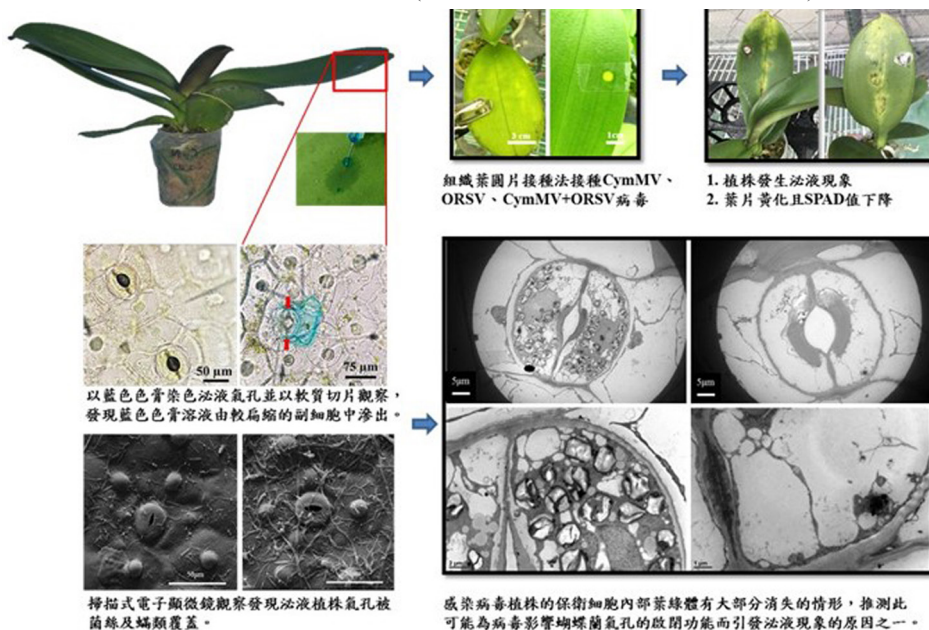 3 cm
1cm
組織葉圓片接種法接種CymMV、
ORSV、CymMV+ORSV病毒
1. 植株發生泌液現象
2. 葉片黃化且SPAD值下降
50 μm
75 μm
以藍色色膏染色泌液氣孔並以軟質切片觀察，
發現藍色色膏溶液由較扁縮的副細胞中滲出。
5μm
5μm
50μm
掃描式電子顯微鏡觀察發現泌液植株氣孔被
菌絲及蟎類覆蓋。
感染病毒植株的保衛細胞內部葉綠體有大部分消失的情形，推測此
可能為病毒影響蝴蝶蘭氣孔的啟閉功能而引發泌液現象的原因之一。